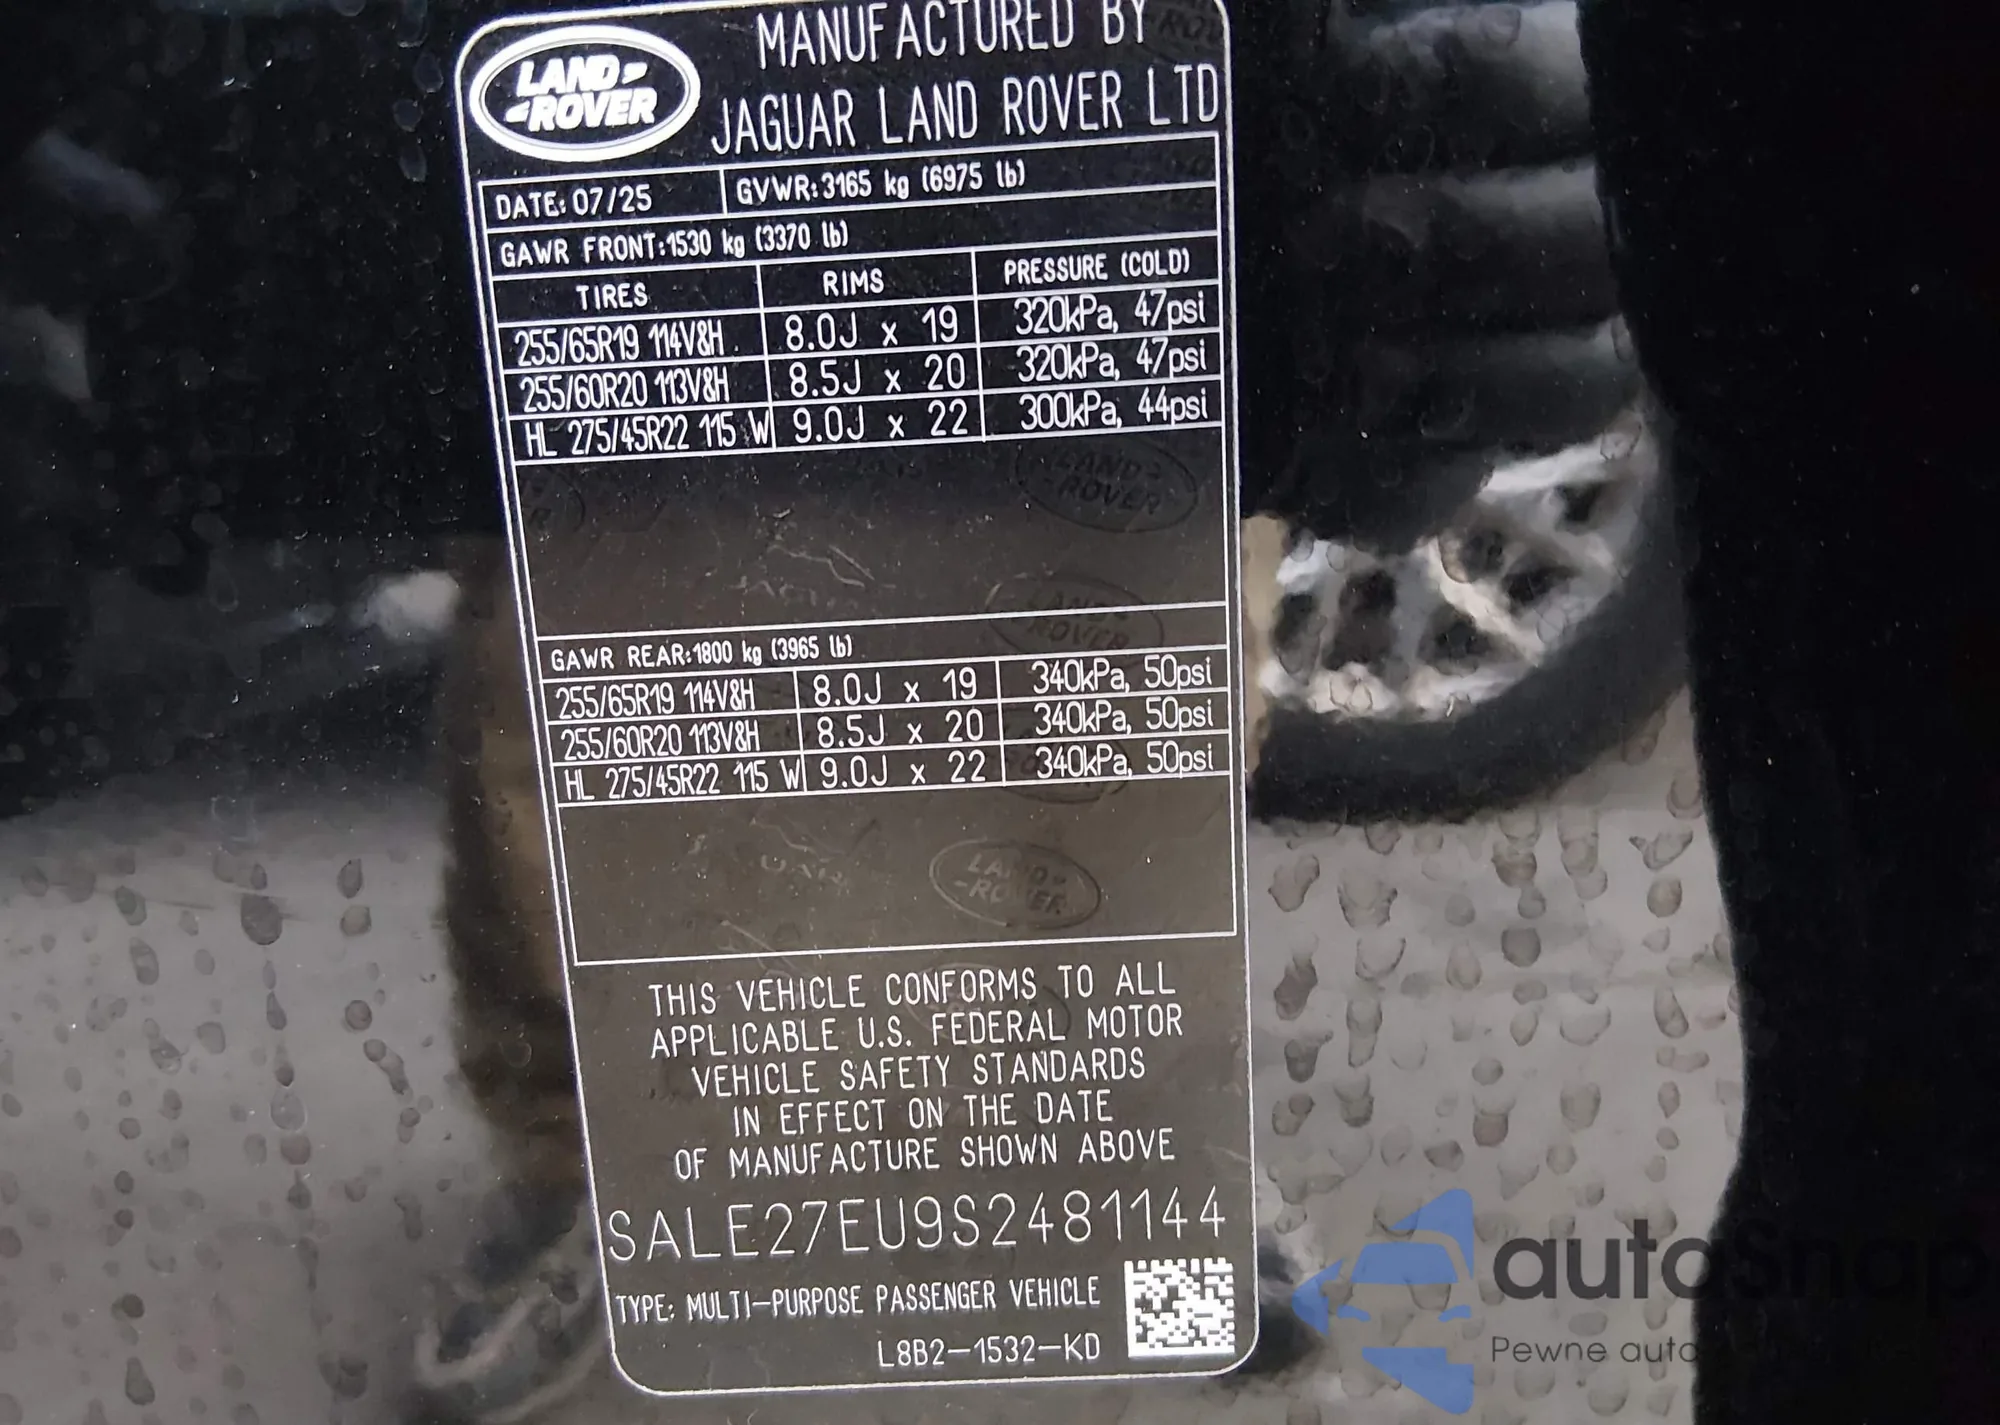 LAND
ROVER
MANUFACTURED BY
JAGUAR LAND ROVER LTD
DATE: 07/25 GVWR: 3165 kg (6975 lb)
GAWR FRONT: 1530 kg (3370 lb)
TIRES RIMS PRESSURE (COLD)
255/65R19 114V&H 8.0J x 19 320kPa, 47psi
255/60R20 113V&H 8.5J x 20 320kPa, 47psi
HL 275/45R22 115 W 9.0J x 22 300kPa, 44psi
GAWR REAR: 1800 kg (3965 lb)
255/65R19 114V&H 8.0J x 19 340kPa, 50psi
255/60R20 113V&H 8.5J x 20 340kPa, 50psi
HL 275/45R22 115 W 9.0J x 22 340kPa, 50psi
LAND
ROVER
THIS VEHICLE CONFORMS TO ALL
APPLICABLE U.S. FEDERAL MOTOR
VEHICLE SAFETY STANDARDS
IN EFFECT ON THE DATE
OF MANUFACTURE SHOWN ABOVE
SALE27EU9S2481144
TYPE: MULTI-PURPOSE PASSENGER VEHICLE
L8B2-1532-KD
autosnap
Pewne auto